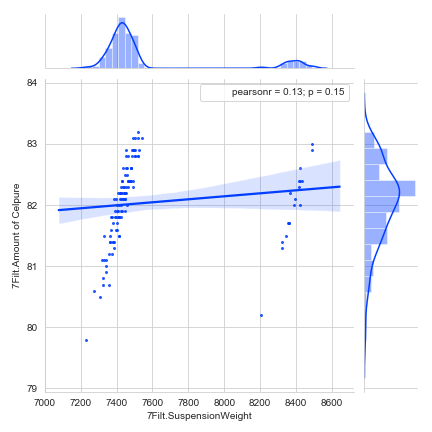 pearsonr = 0.13; p = 0.15
84
83
82
81
80
79
7Filt.Amount of Celpure
7000 7200 7400 7600 7800 8000 8200 8400 8600
7Filt.SuspensionWeight